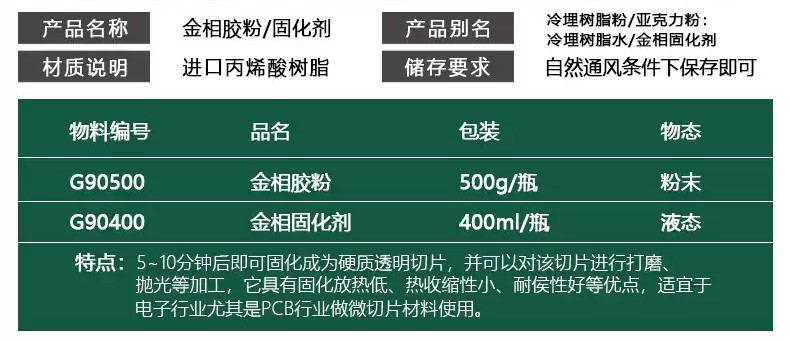 产品名称 金相胶粉/固化剂 产品别名 冷埋树脂粉/亚克力粉:
冷埋树脂水/金相固化剂
材质说明 进口丙烯酸树脂 储存要求 自然通风条件下保存即可
物料编号 品名 包装 物态
G90500 金相胶粉 500g/瓶 粉末
G90400 金相固化剂 400ml/瓶 液态
特点：5~10分钟后即可固化成为硬质透明切片，并可以对该切片进行打磨、
抛光等加工，它具有固化放热低、热收缩性小、耐侯性好等优点，适宜于
电子行业尤其是PCB行业做微切片材料使用。